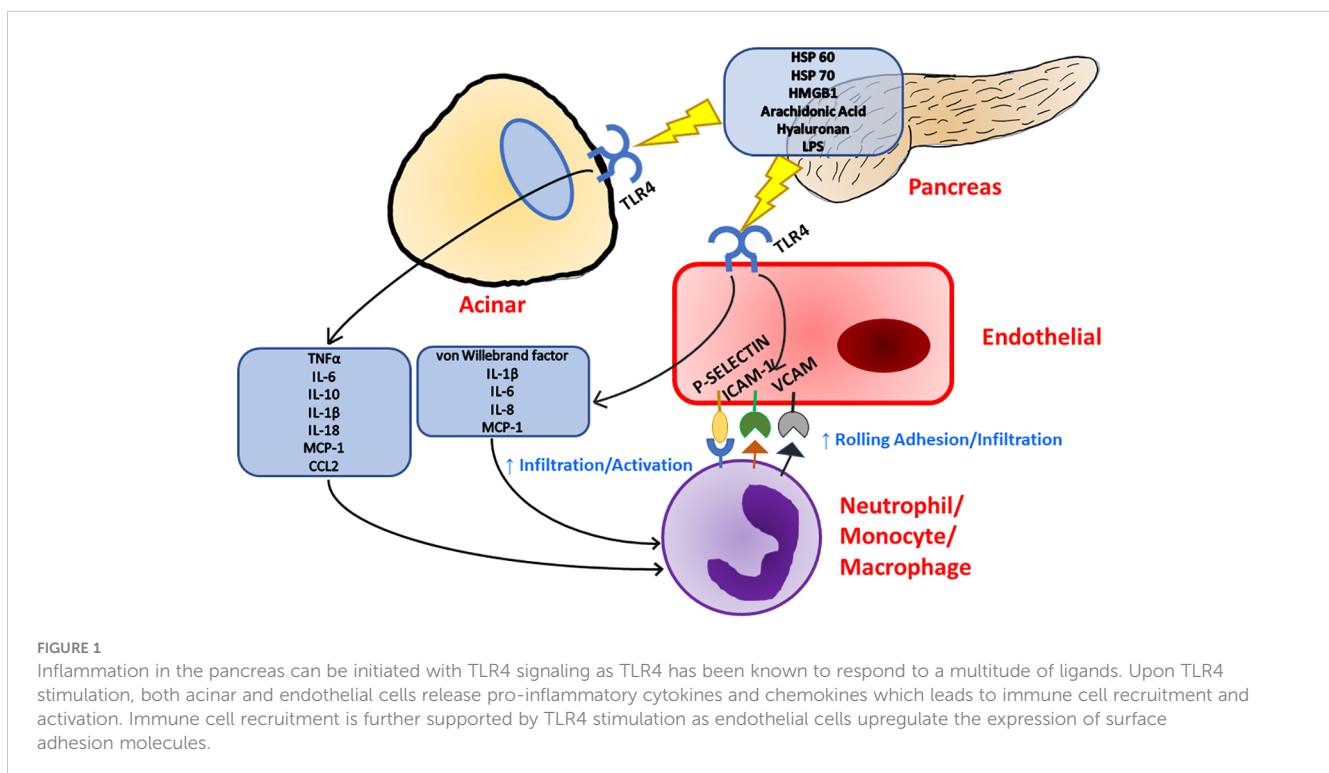 HSP 60
HSP 70
HMGB1
Arachidonic Acid
Hyaluronan
LPS
Pancreas
TLR4
TLR4
Acinar
Endothelial
TNFα
IL-6
IL-10
IL-1β
IL-18
MCP-1
CCL2
von Willebrand factor
IL-1β
IL-6
IL-8
MCP-1
P-SELECTIN
ICAM-1
VCAM
↑ Rolling Adhesion/Infiltration
↑ Infiltration/Activation
Neutrophil/
Monocyte/
Macrophage
FIGURE 1
Inflammation in the pancreas can be initiated with TLR4 signaling as TLR4 has been known to respond to a multitude of ligands. Upon TLR4
stimulation, both acinar and endothelial cells release pro-inflammatory cytokines and chemokines which leads to immune cell recruitment and
activation. Immune cell recruitment is further supported by TLR4 stimulation as endothelial cells upregulate the expression of surface
adhesion molecules.